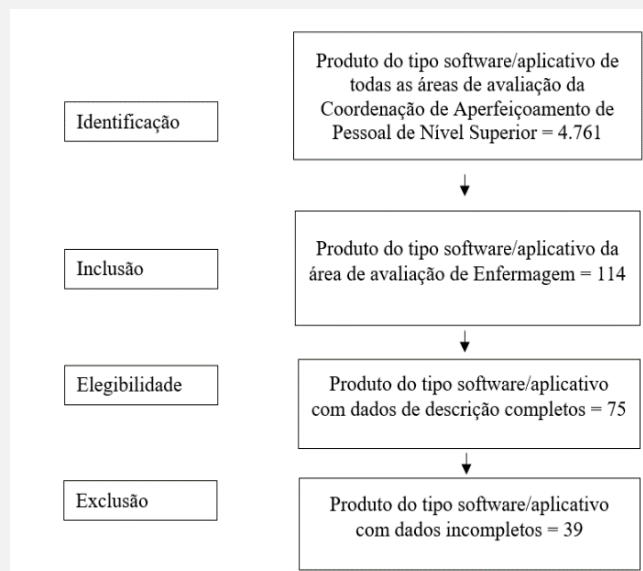 Identificação
Produto do tipo software/aplicativo de
todas as áreas de avaliação da
Coordenação de Aperfeiçoamento de
Pessoal de Nível Superior = 4.761
Inclusão
Produto do tipo software/aplicativo da
área de avaliação de Enfermagem = 114
Elegibilidade
Produto do tipo software/aplicativo
com dados de descrição completos = 75
Exclusão
Produto do tipo software/aplicativo
com dados incompletos = 39